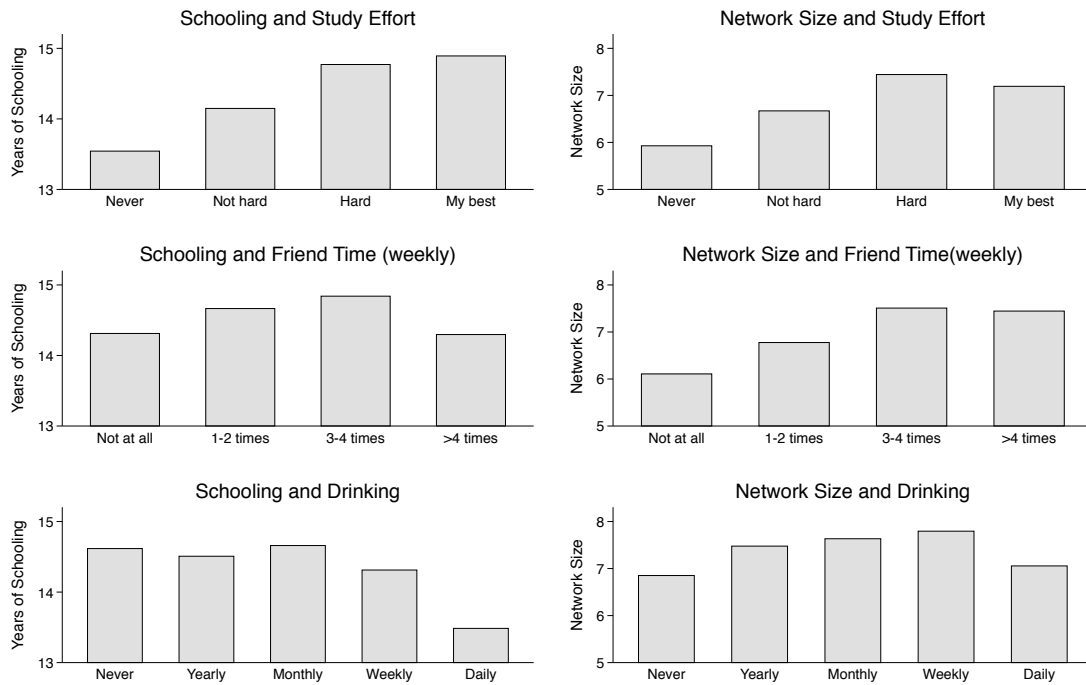 Schooling and Study Effort
Years of Schooling
15
14
13
Never Not hard Hard My best
Network Size and Study Effort
Network Size
8
7
6
5
Never Not hard Hard My best
Schooling and Friend Time (weekly)
Years of Schooling
15
14
13
Not at all 1-2 times 3-4 times >4 times
Network Size and Friend Time(weekly)
Network Size
8
7
6
5
Not at all 1-2 times 3-4 times >4 times
Schooling and Drinking
Years of Schooling
15
14
13
Never Yearly Monthly Weekly Daily
Network Size and Drinking
Network Size
8
7
6
5
Never Yearly Monthly Weekly Daily